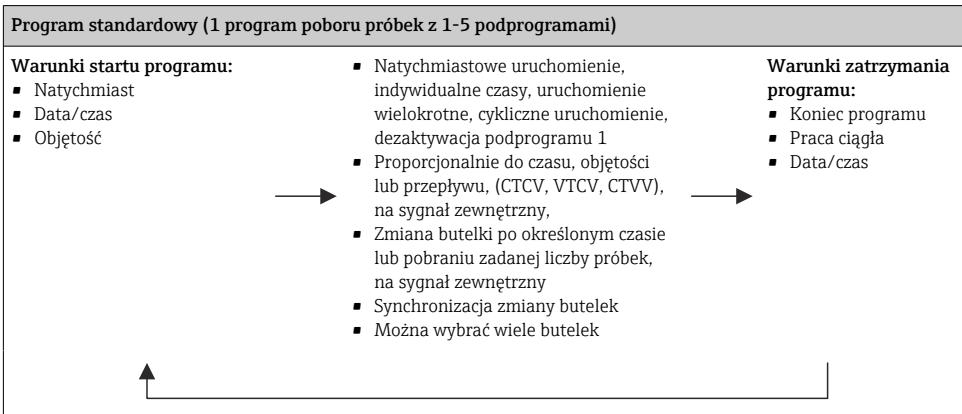 Program standardowy (1 program poboru próbek z 1-5 podprogramami)
Warunki startu programu:
▪ Natychmiast
▪ Data/czas
▪ Objętość
▪ Natychmiastowe uruchomienie,
indywidualne czasy, uruchomienie
wielokrotne, cykliczne uruchomienie,
dezaktywacja podprogramu 1
▪ Proporcjonalnie do czasu, objętości
lub przepływu, (CTCV, VTCV, CTVV),
na sygnał zewnętrzny,
▪ Zmiana butelki po określonym czasie
lub pobraniu zadanej liczby próbek,
na sygnał zewnętrzny
▪ Synchronizacja zmiany butelek
▪ Można wybrać wiele butelek
Warunki zatrzymania
programu:
▪ Koniec programu
▪ Praca ciągła
▪ Data/czas